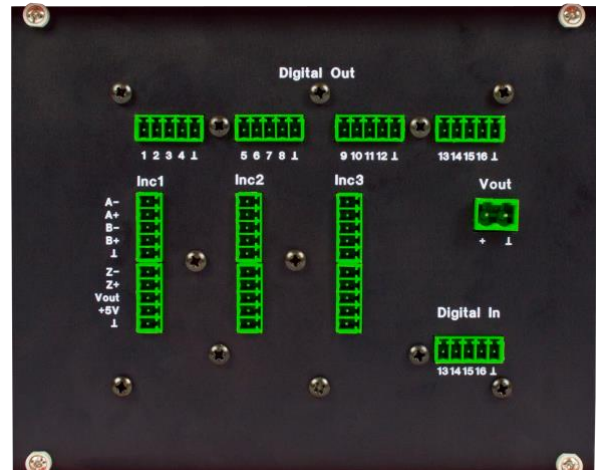 Digital Out
1 2 3 4 ⊥ 5 6 7 8 ⊥ 9 10 11 12 ⊥ 13 14 15 16 ⊥
Inc1 Inc2 Inc3 Vout
A-
A+
B-
B+
+ ⊥
⊥
Z-
Z+
Vout
+5V
⊥
Digital In
13 14 15 16 ⊥